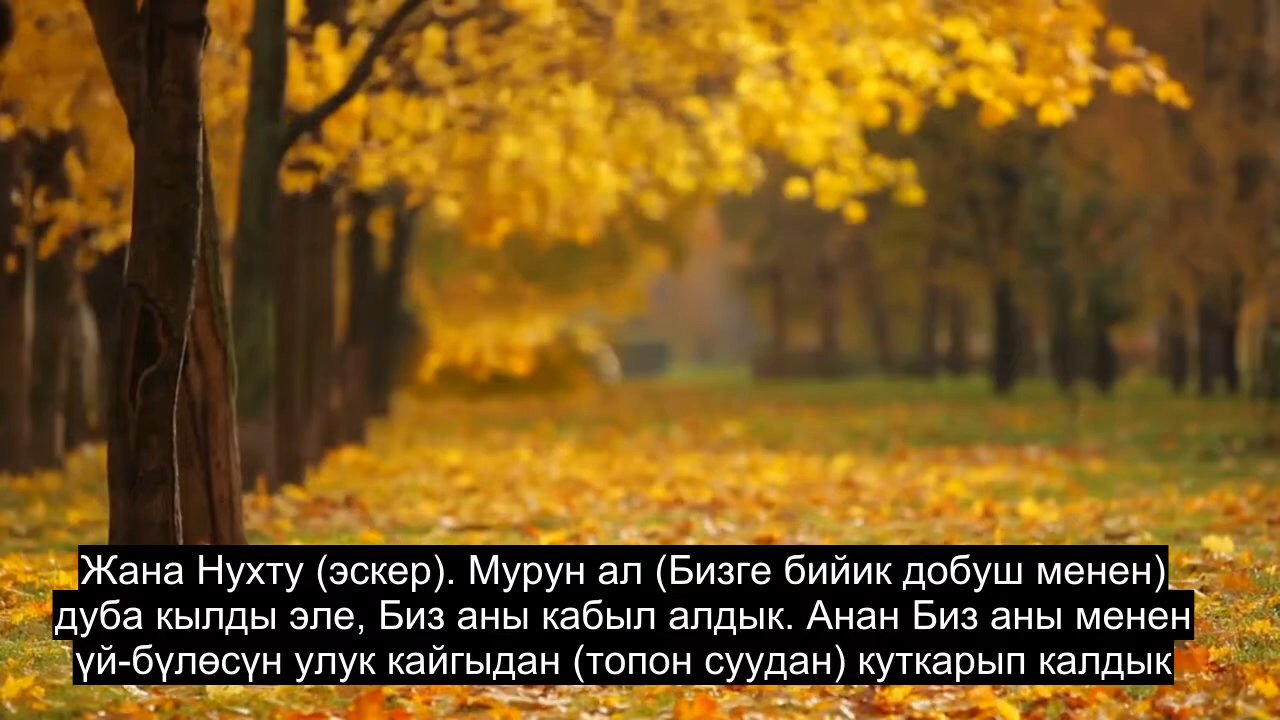 Жана Нухту (эскер). Мурун ал (Бизге бийик добуш менен)
дуба кылды эле, Биз аны кабыл алдык. Анан Биз аны менен
үй-бүлөсүн улук кайгыдан (топон суудан) куткарып калдык